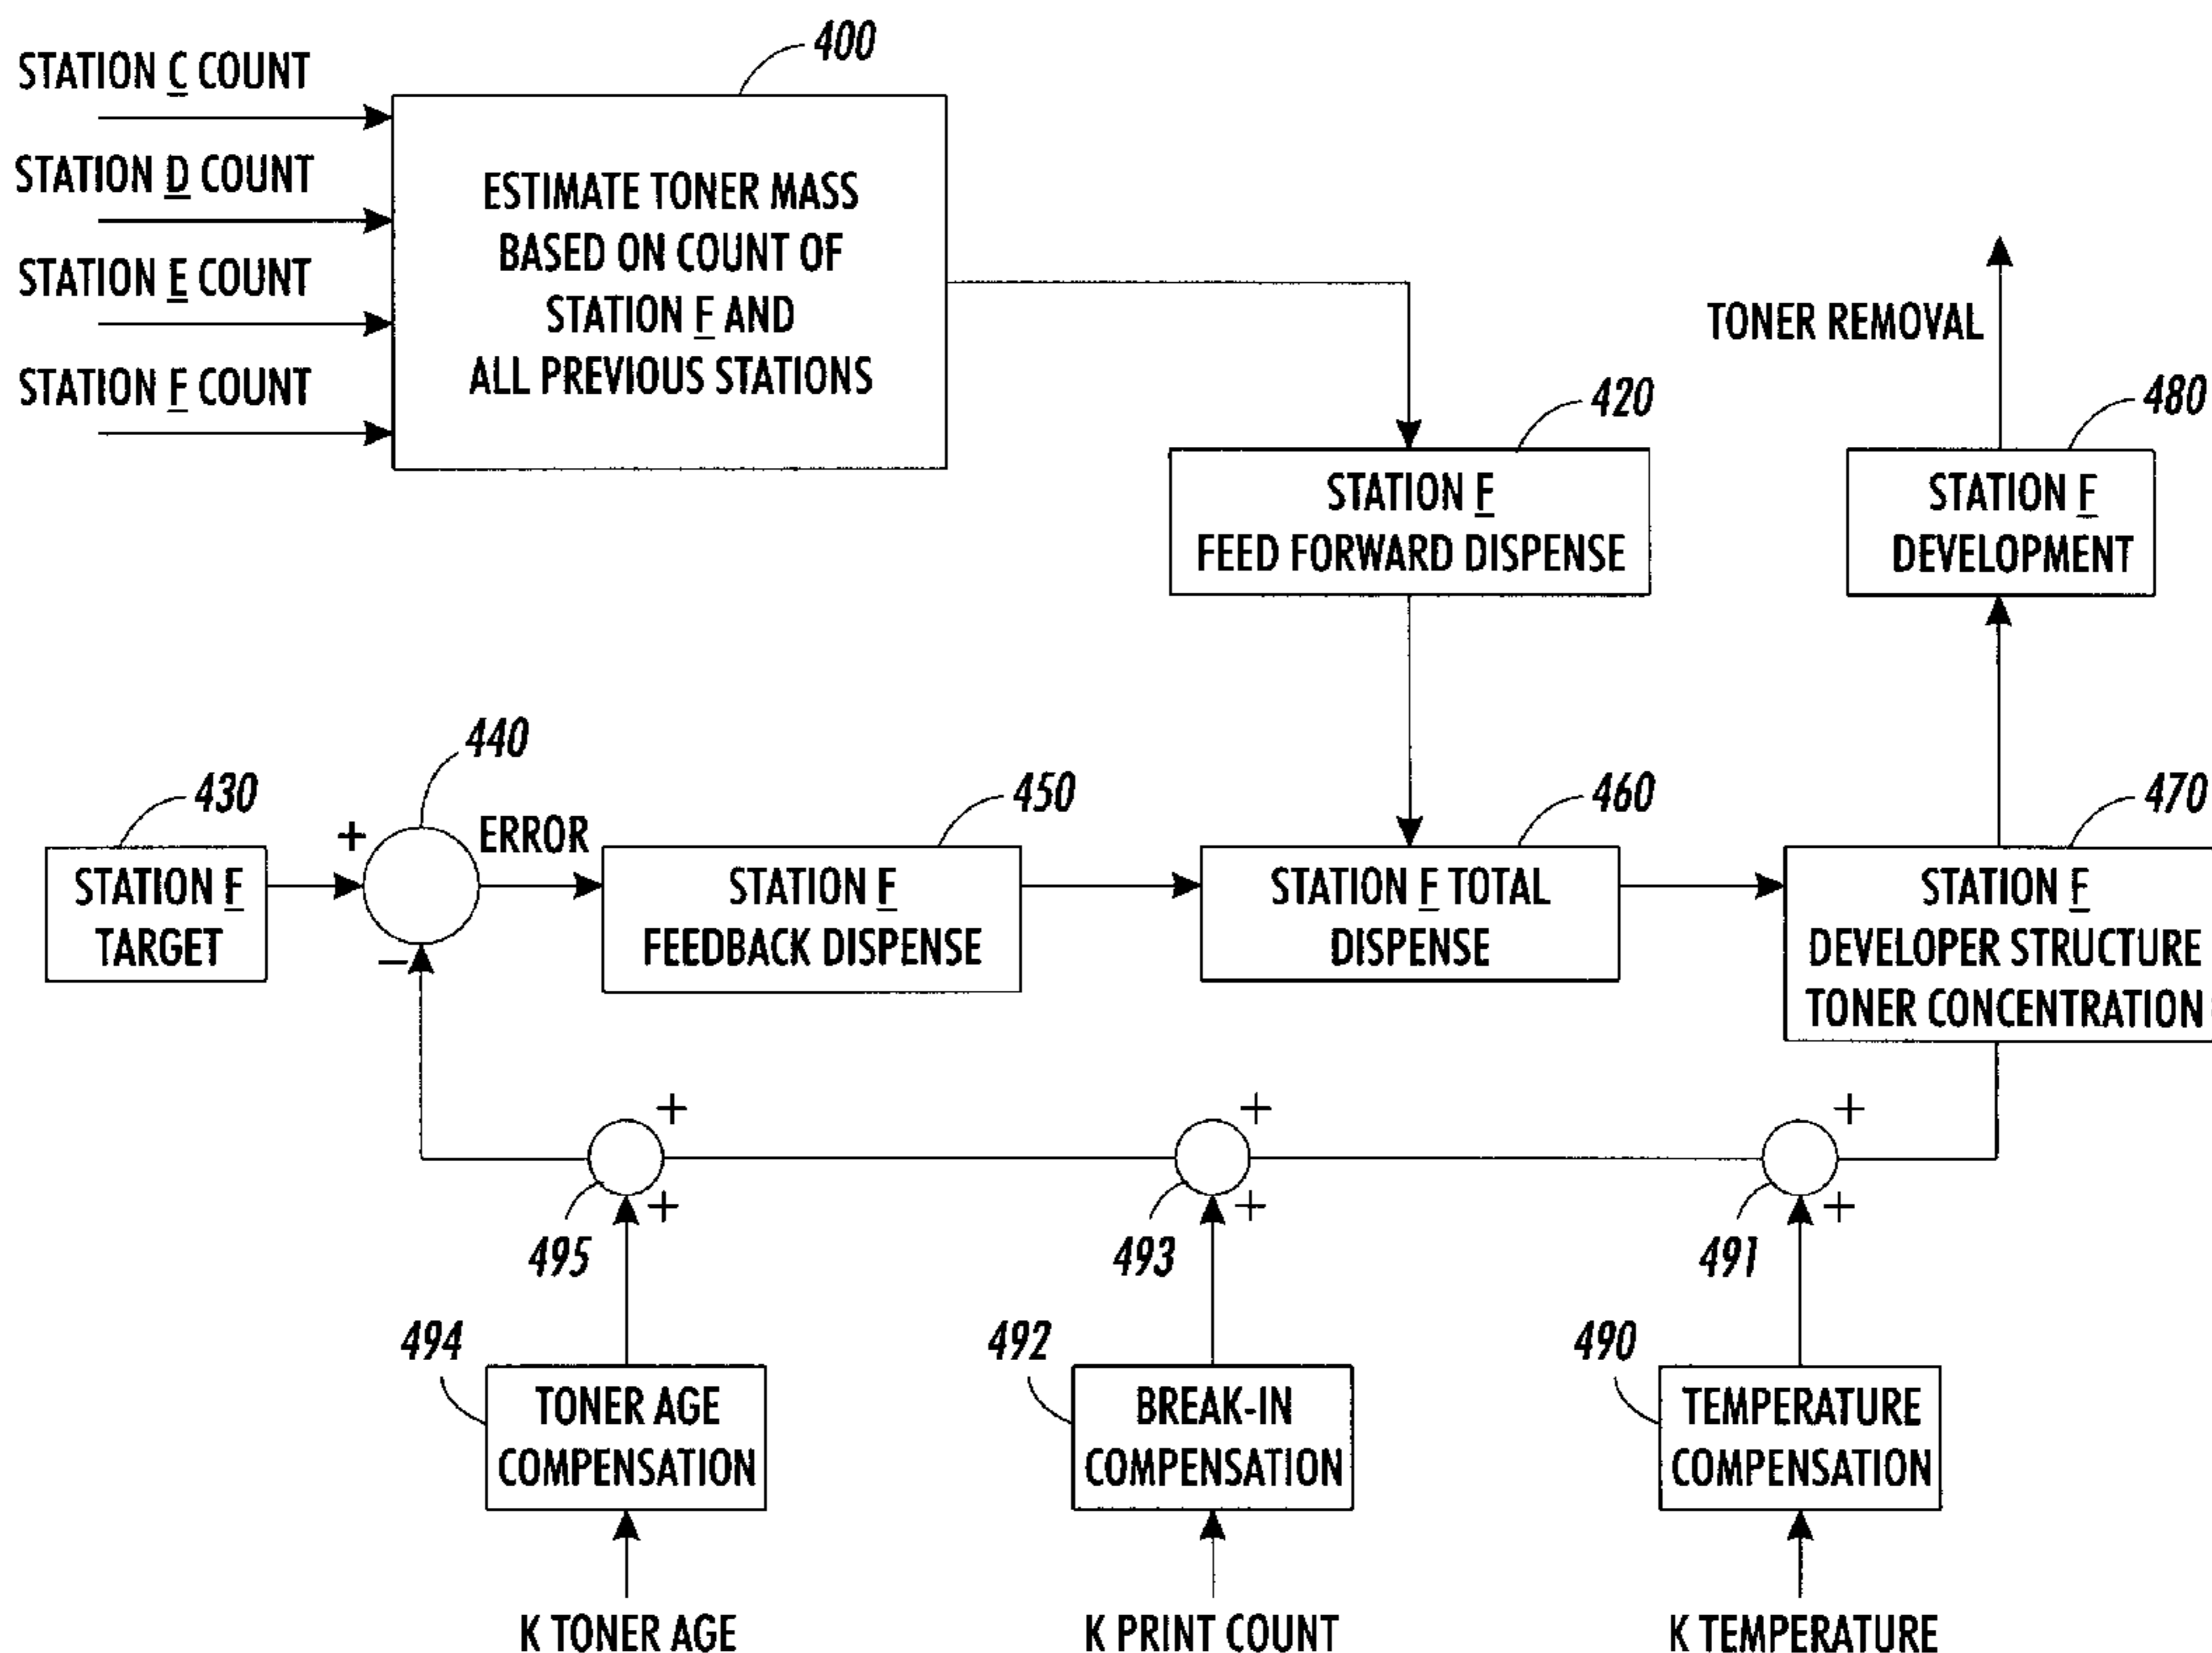 STATION C COUNT
STATION D COUNT
STATION E COUNT
STATION F COUNT
400
ESTIMATE TONER MASS
BASED ON COUNT OF
STATION F AND
ALL PREVIOUS STATIONS
TONER REMOVAL
420
STATION F
FEED FORWARD DISPENSE
480
STATION F
DEVELOPMENT
430
STATION F
TARGET
+
−
440
ERROR
450
STATION F
FEEDBACK DISPENSE
460
STATION F TOTAL
DISPENSE
470
STATION F
DEVELOPER STRUCTURE
TONER CONCENTRATION
+
+
495
+
+
493
+
+
491
494
TONER AGE
COMPENSATION
492
BREAK-IN
COMPENSATION
490
TEMPERATURE
COMPENSATION
K TONER AGE
K PRINT COUNT
K TEMPERATURE